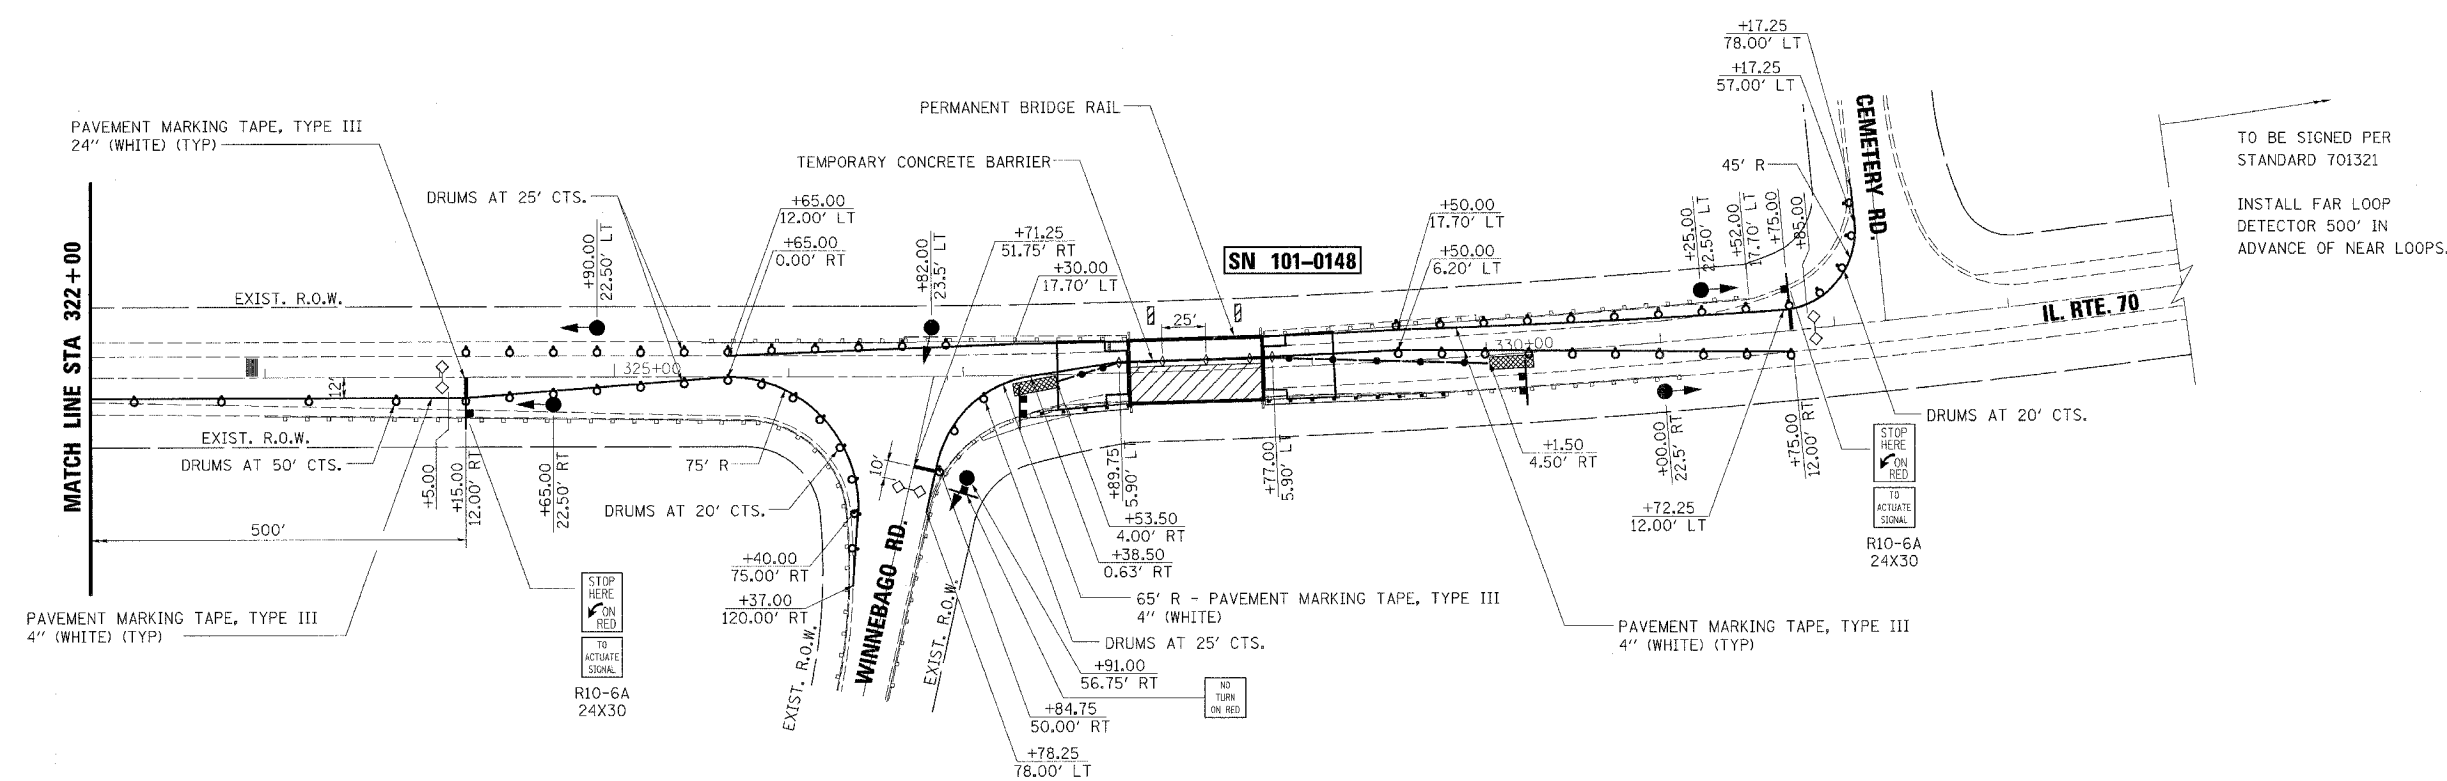 +17.25
78.00' LT
+17.25
57.00' LT
PERMANENT BRIDGE RAIL
CEMETERY RD.
PAVEMENT MARKING TAPE, TYPE III
24" (WHITE) (TYP)
TO BE SIGNED PER
STANDARD 701321
TEMPORARY CONCRETE BARRIER
45' R
DRUMS AT 25' CTS.
+65.00
12.00' LT
+65.00
0.00' RT
+90.00
22.50' LT
+82.00
23.5' LT
+71.25
51.75' RT
+30.00
17.70' LT
+50.00
17.70' LT
+50.00
6.20' LT
+25.00
22.50' LT
+52.00
17.70' LT
+75.00
+85.00
INSTALL FAR LOOP
DETECTOR 500' IN
ADVANCE OF NEAR LOOPS.
SN 101-0148
MATCH LINE STA 322+00
EXIST. R.O.W.
25'
IL. RTE. 70
325+00
330+00
12'
EXIST. R.O.W.
DRUMS AT 50' CTS.
75' R
10'
DRUMS AT 20' CTS.
STOP
HERE
ON
RED
TO
ACTUATE
SIGNAL
R10-6A
24X30
+5.00
+15.00
12.00' RT
+65.00
22.50' RT
+89.75
5.90' LT
+77.00
5.90' LT
+1.50
4.50' RT
+00.00
22.5' RT
+75.00
12.00' RT
+72.25
12.00' LT
500'
DRUMS AT 20' CTS.
+53.50
4.00' RT
+38.50
0.63' RT
+40.00
75.00' RT
+37.00
120.00' RT
WINNEBAGO RD.
EXIST. R.O.W.
EXIST. R.O.W.
65' R - PAVEMENT MARKING TAPE, TYPE III
4" (WHITE)
DRUMS AT 25' CTS.
PAVEMENT MARKING TAPE, TYPE III
4" (WHITE) (TYP)
STOP
HERE
ON
RED
TO
ACTUATE
SIGNAL
R10-6A
24X30
PAVEMENT MARKING TAPE, TYPE III
4" (WHITE) (TYP)
+91.00
56.75' RT
NO
TURN
ON RED
+84.75
50.00' RT
+78.25
78.00' LT